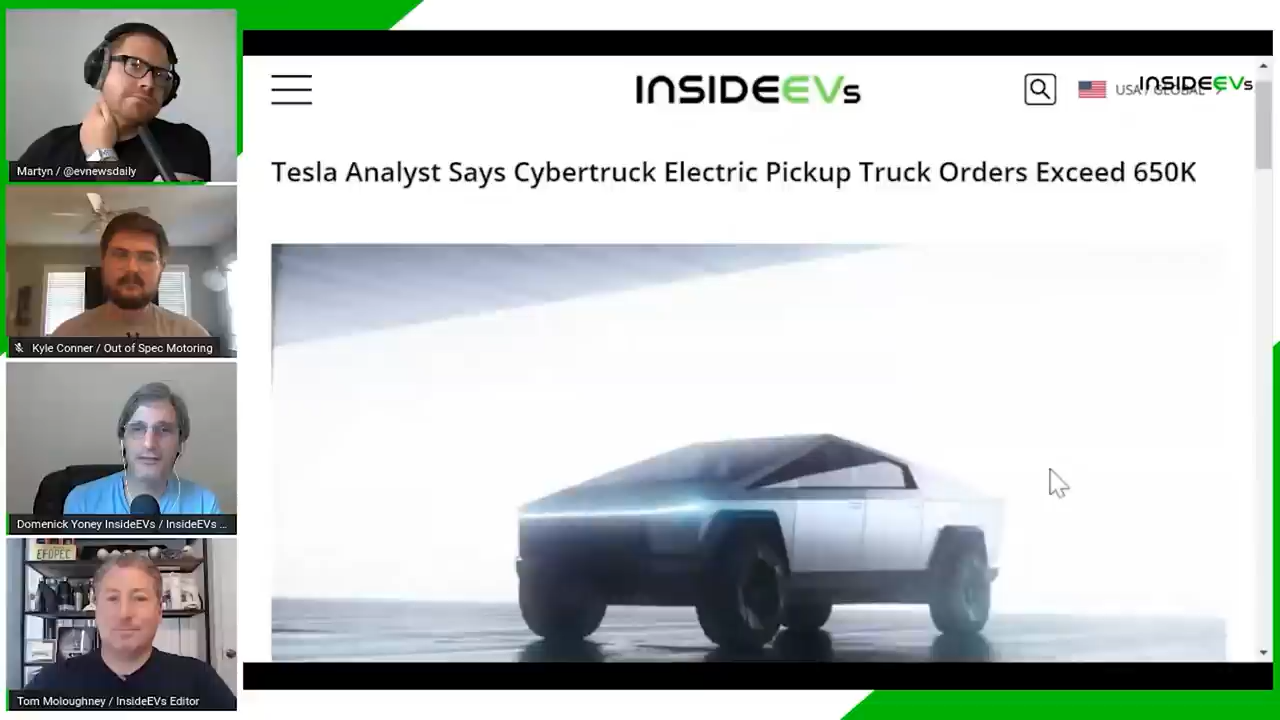 Martyn / @evnewsdaily
Kyle Conner / Out of Spec Motoring
Domenick Yoney InsideEVs / InsideEVs ...
EFOPEC
Tom Moloughney / InsideEVs Editor
INSIDEEVs
USA / GLOBAL
INSIDEEVs
Tesla Analyst Says Cybertruck Electric Pickup Truck Orders Exceed 650K